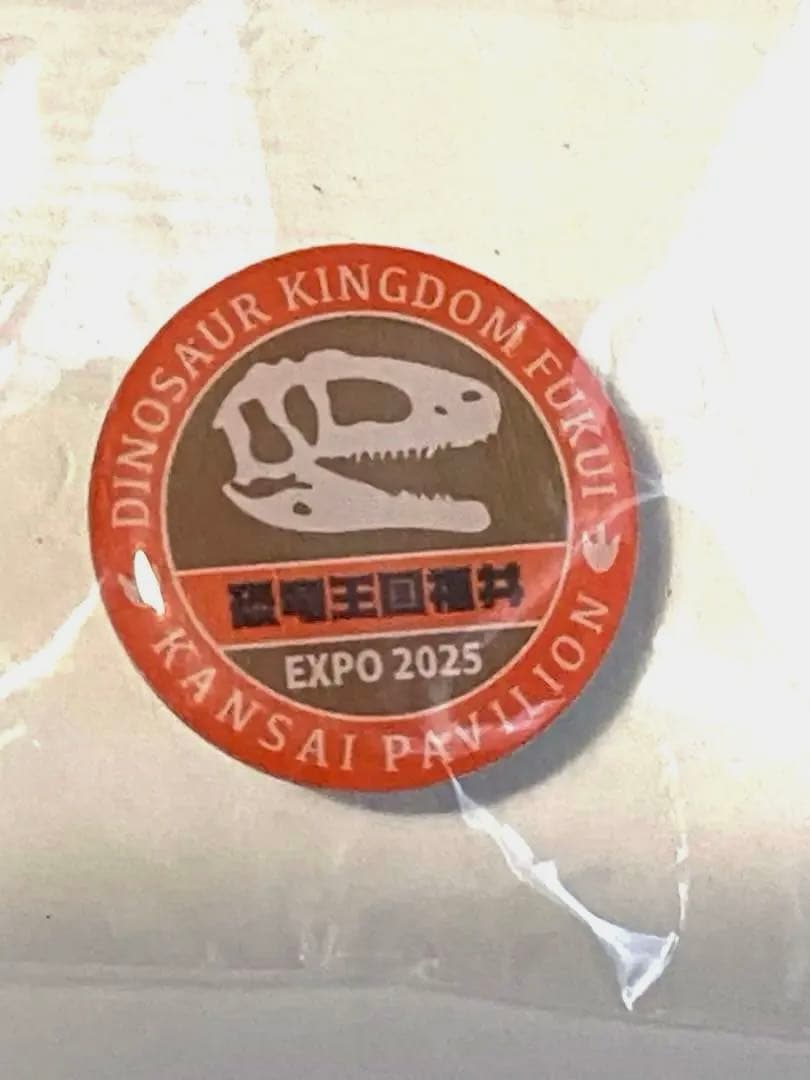 DINOSAUR KINGDOM FUKUI
恐竜王国福井
EXPO 2025
KANSAI PAVILION